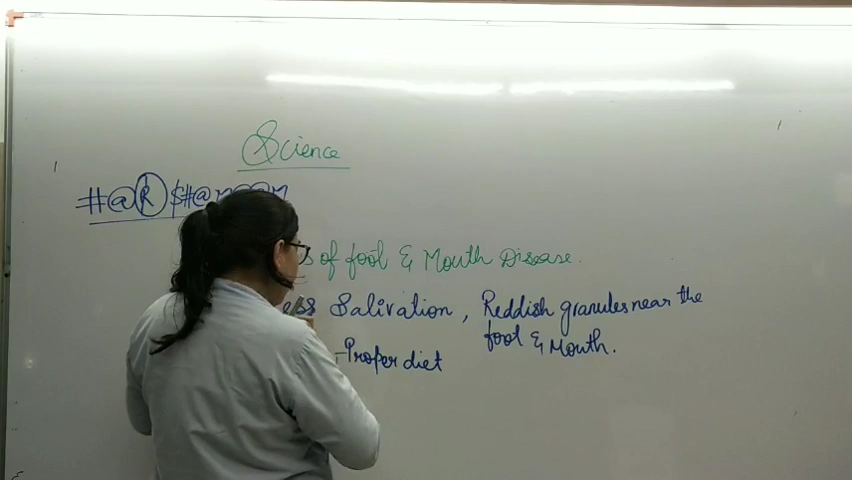 Science
#@R$#@
of foot & Mouth Disease.
Salivation, Reddish granules near the
foot & Mouth.
-Proper diet